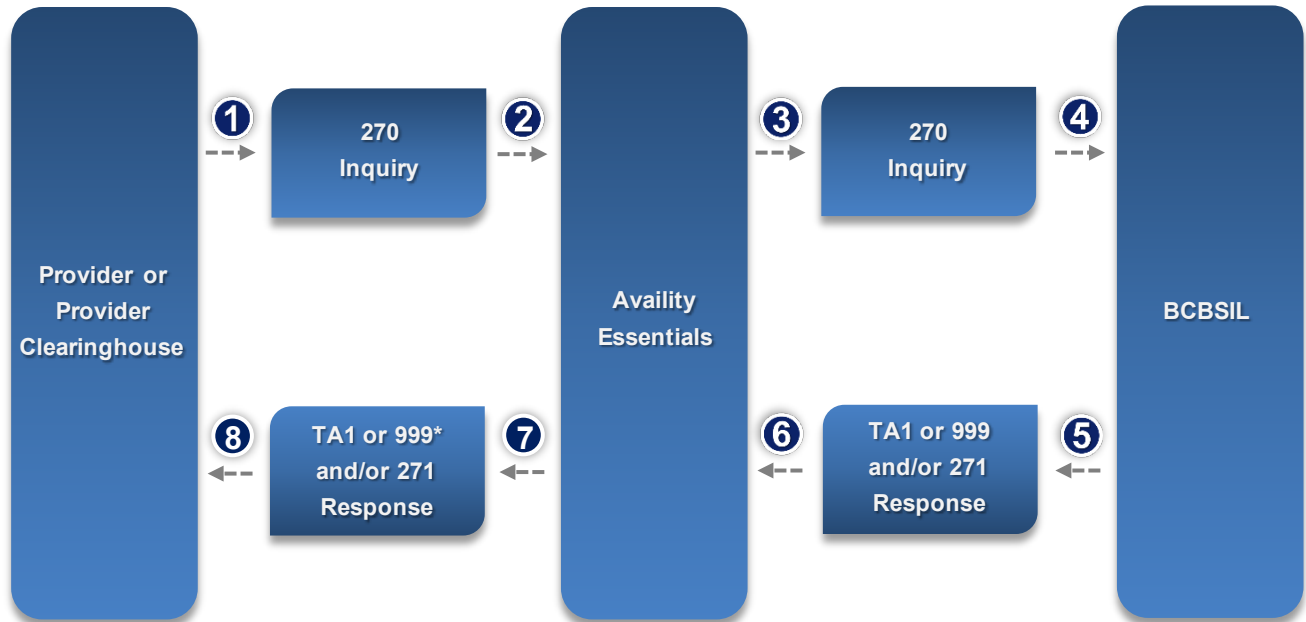 Provider or
Provider
Clearinghouse
1
270
Inquiry
2
Availity
Essentials
3
270
Inquiry
4
BCBSIL
5
TA1 or 999
and/or 271
Response
6
7
TA1 or 999*
and/or 271
Response
8